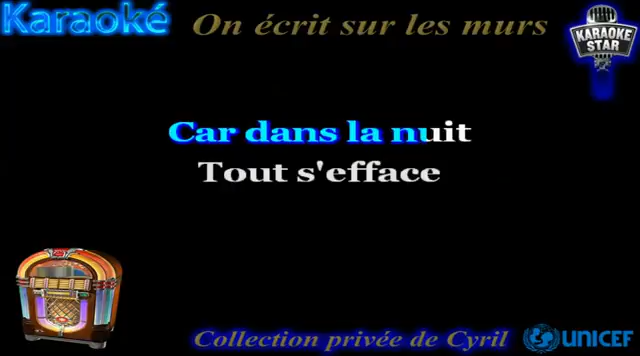 Karaoké
On écrit sur les murs
KARAOKE
STAR
Car dans la nuit
Tout s'efface
Collection privée de Cyril
UNICEF